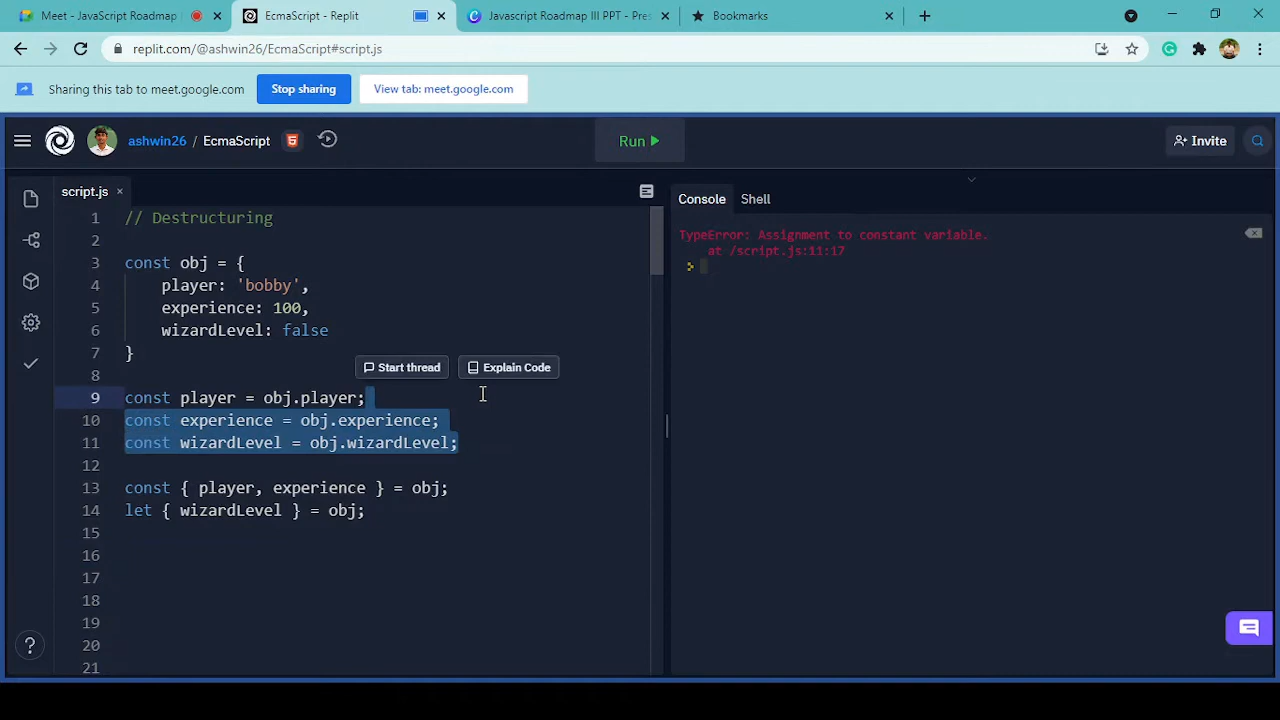 Meet - JavaScript Roadmap
EcmaScript - Replit
Javascript Roadmap III PPT - Pres
Bookmarks
replit.com/@ashwin26/EcmaScript#script.js
Sharing this tab to meet.google.com
Stop sharing
View tab: meet.google.com
ashwin26 / EcmaScript
Run
Invite
script.js
Console
Shell
1 // Destructuring
2
3 const obj = {
4 player: 'bobby',
5 experience: 100,
6 wizardLevel: false
7 }
Start thread
Explain Code
8
9 const player = obj.player;
10 const experience = obj.experience;
11 const wizardLevel = obj.wizardLevel;
12
13 const { player, experience } = obj;
14 let { wizardLevel } = obj;
15
16
17
18
19
20
21
TypeError: Assignment to constant variable.
at /script.js:11:17